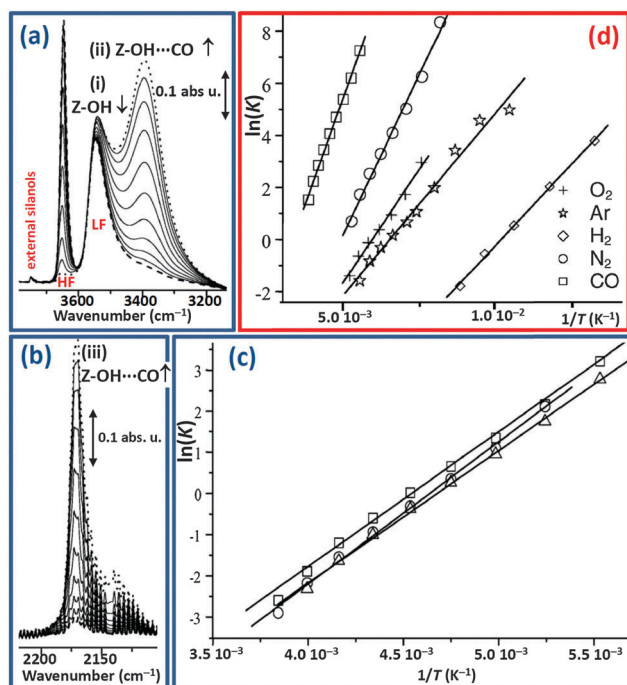 (a)
(ii) Z-OH···CO ↑
(i)
Z-OH ↓
0.1 abs u.
external silanols
HF
LF
3600 3400 3200
Wavenumber (cm⁻¹)
(b)
(iii)
Z-OH···CO↑
0.1 abs. u.
2200 2150
Wavenumber (cm⁻¹)
(c)
ln(K)
3
2
1
0
-1
-2
-3
3.5 10⁻³ 4.0 10⁻³ 4.5 10⁻³ 5.0 10⁻³ 5.5 10⁻³
1/T (K⁻¹)
(d)
ln(K)
8
6
4
2
0
-2
O₂
Ar
H₂
N₂
CO
5.0 10⁻³ 1.0 10⁻²
1/T (K⁻¹)